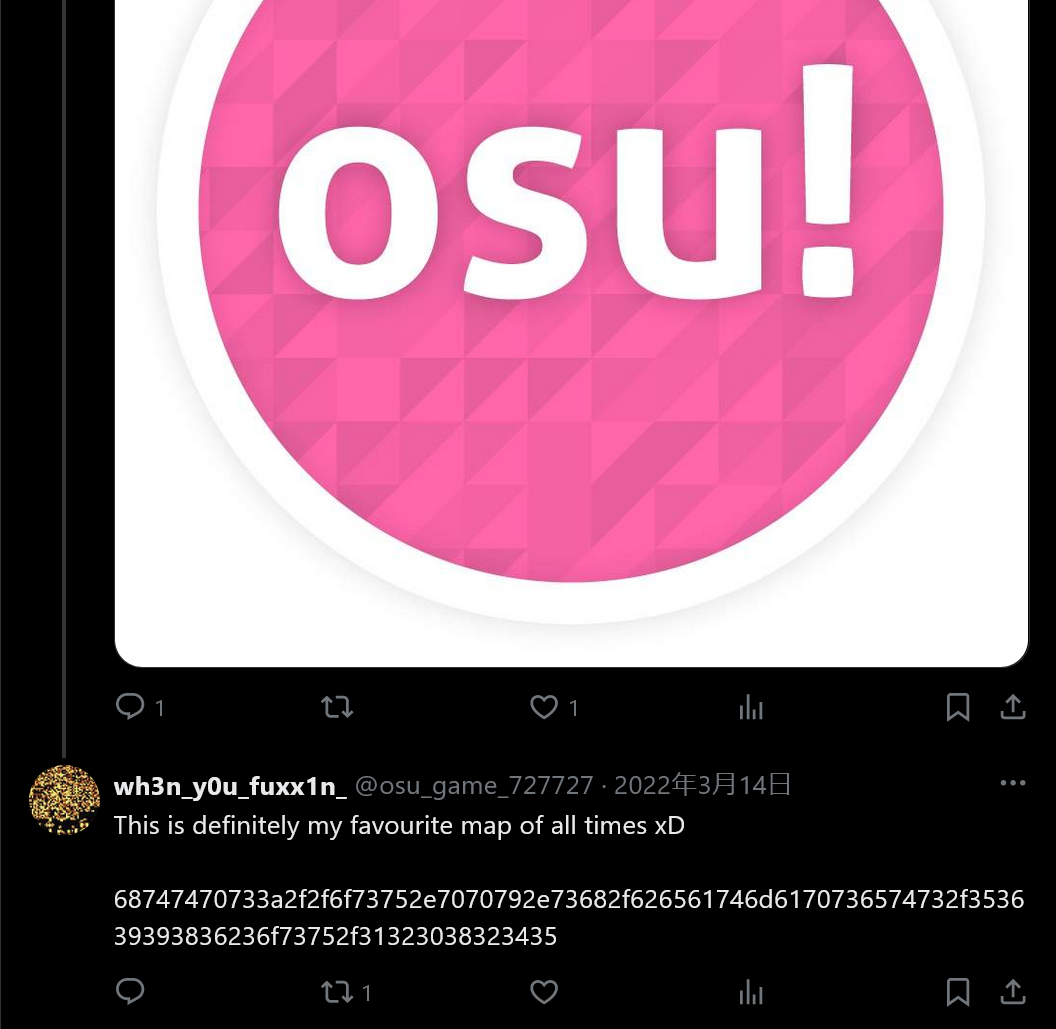 osu!
1
1
wh3n_y0u_fuxx1n_ @osu_game_727727 · 2022年3月14日
This is definitely my favourite map of all times xD
68747470733a2f2f6f73752e7070792e73682f626561746d6170736574732f3536
39393836236f73752f31323038323435
1